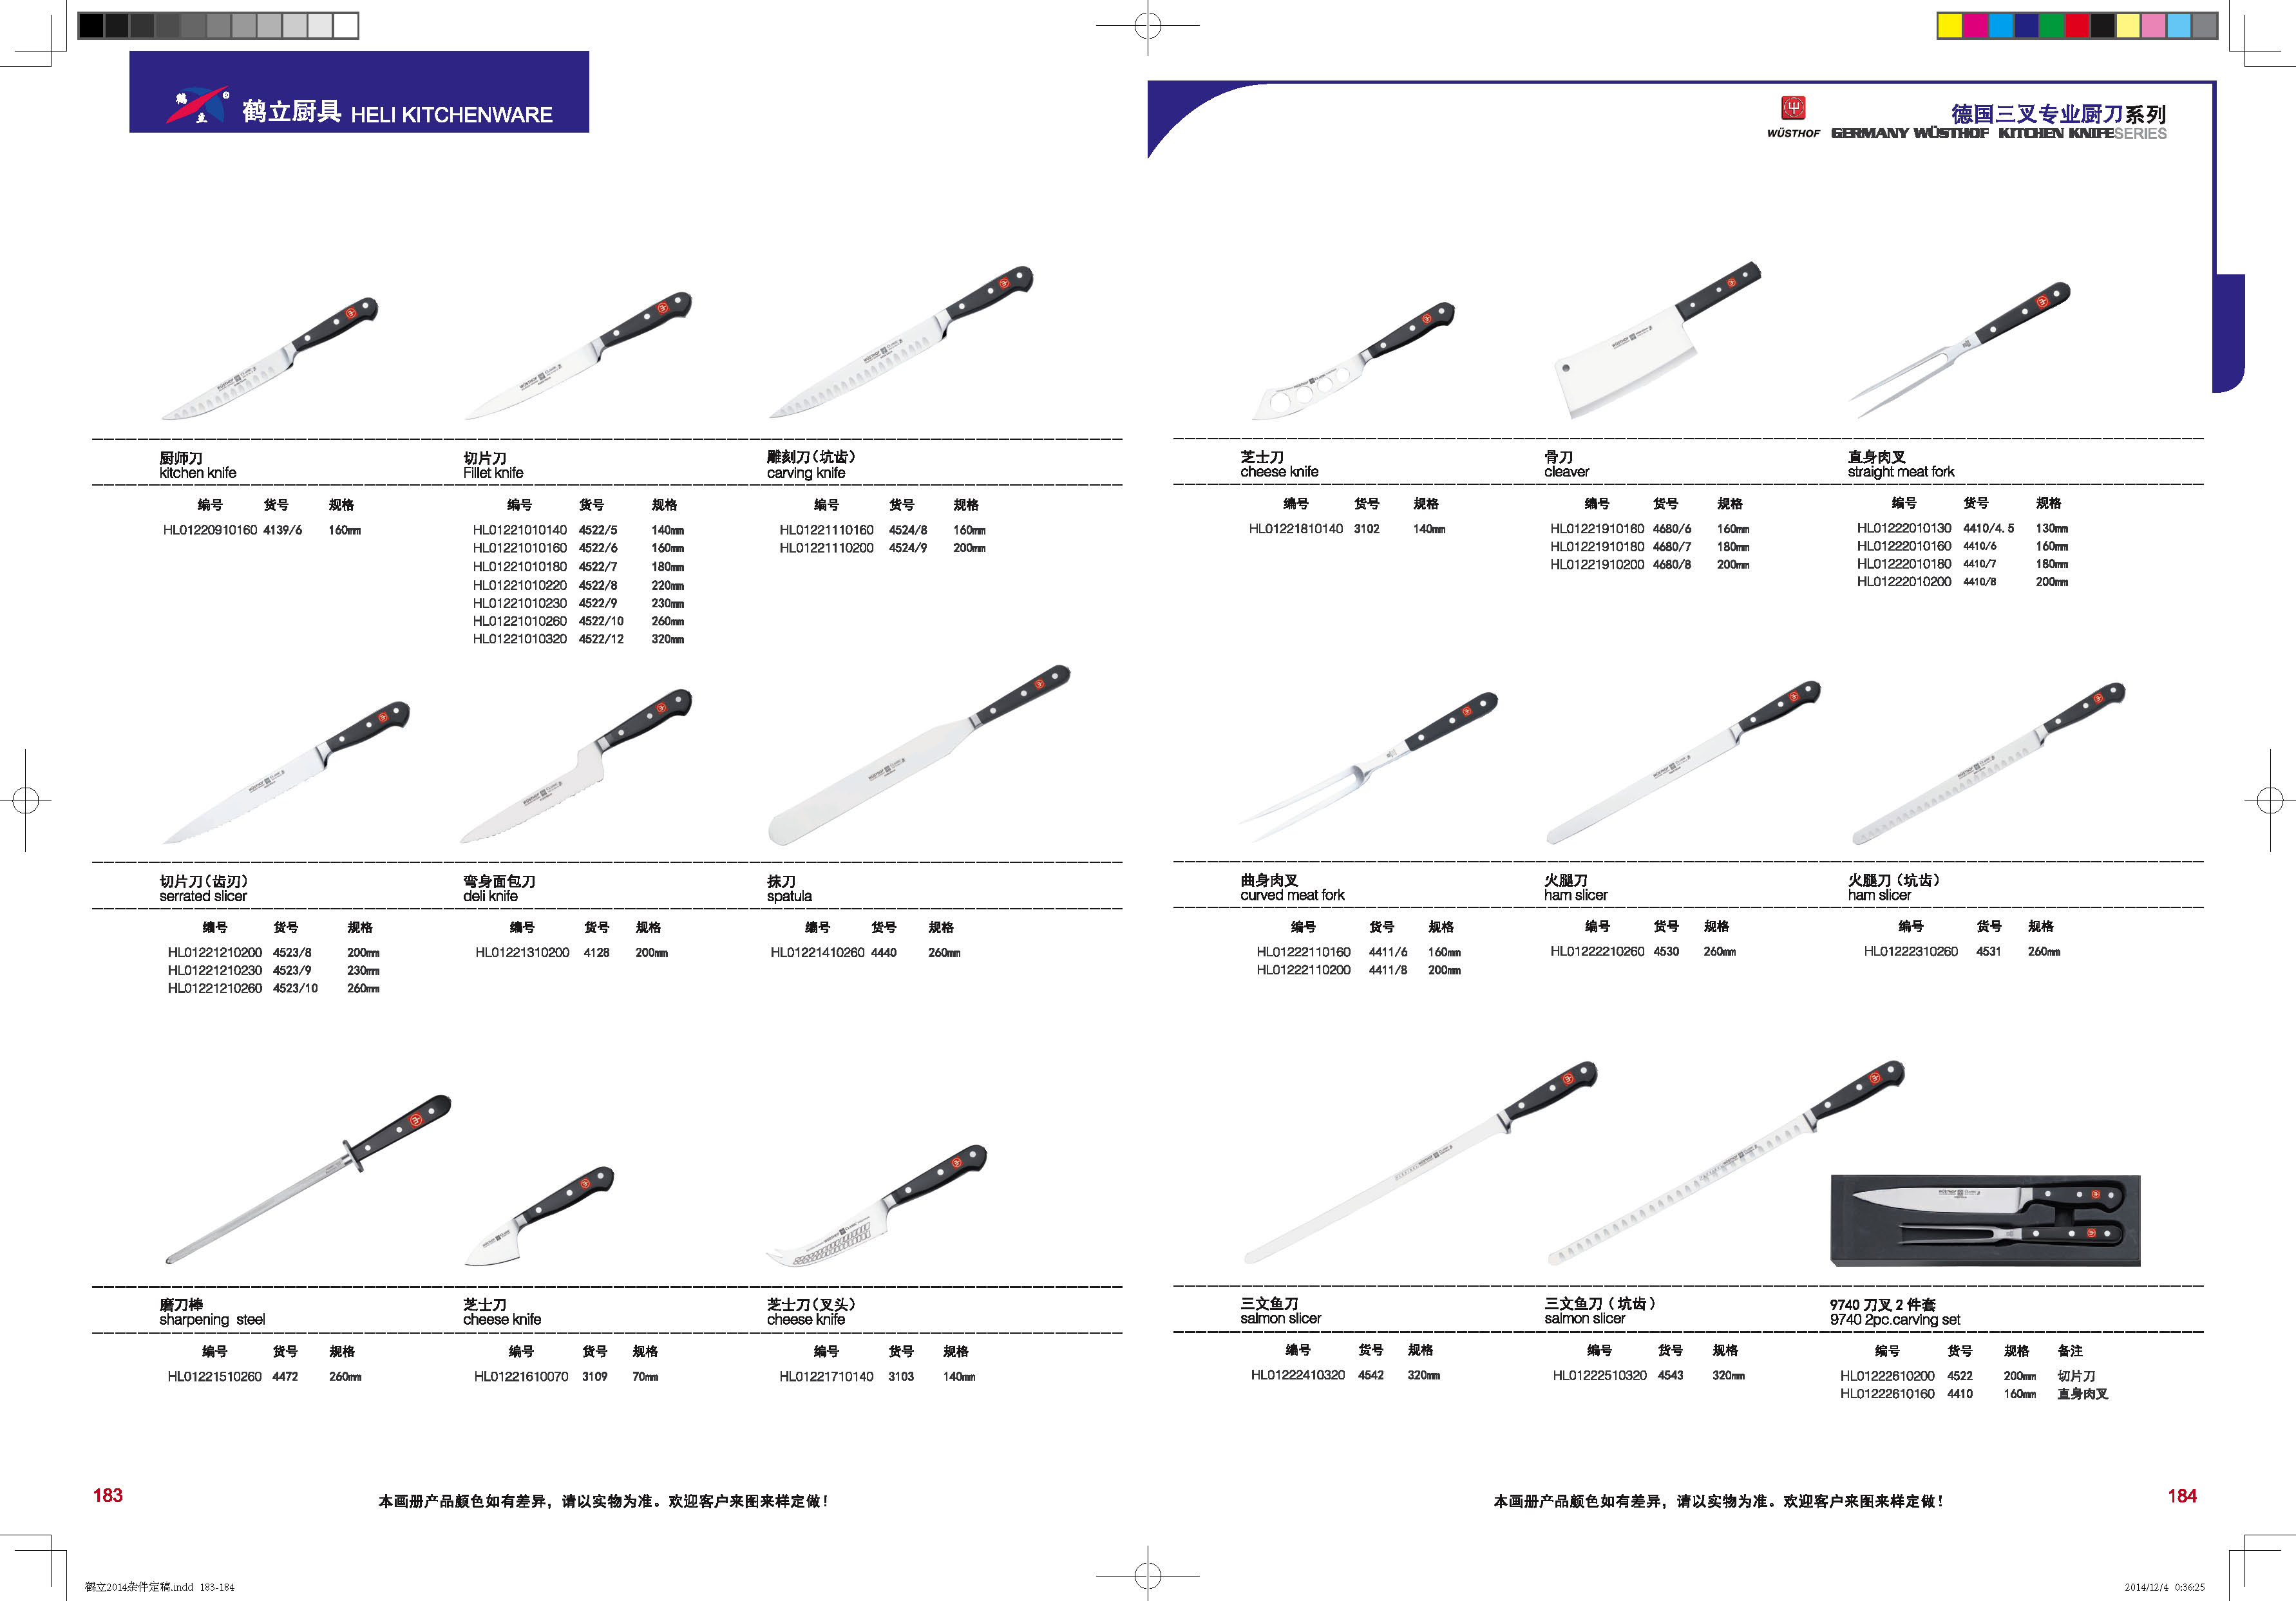 鹤立厨具 HELI KITCHENWARE
德国三叉专业厨刀系列
WÜSTHOF GERMANY WÜSTHOF KITCHEN KNIFE SERIES
厨师刀
kitchen knife
编号 货号 规格
HL01220910160 4139/6 160mm
切片刀
Fillet knife
编号 货号 规格
HL01221010140 4522/5 140mm
HL01221010160 4522/6 160mm
HL01221010180 4522/7 180mm
HL01221010220 4522/8 220mm
HL01221010230 4522/9 230mm
HL01221010260 4522/10 260mm
HL01221010320 4522/12 320mm
雕刻刀(坑齿)
carving knife
编号 货号 规格
HL01221110160 4524/8 160mm
HL01221110200 4524/9 200mm
切片刀(齿刃)
serrated slicer
编号 货号 规格
HL01221210200 4523/8 200mm
HL01221210230 4523/9 230mm
HL01221210260 4523/10 260mm
弯身面包刀
deli knife
编号 货号 规格
HL01221310200 4128 200mm
抹刀
spatula
编号 货号 规格
HL01221410260 4440 260mm
磨刀棒
sharpening steel
编号 货号 规格
HL01221510260 4472 260mm
芝士刀
cheese knife
编号 货号 规格
HL01221610070 3109 70mm
芝士刀(叉头)
cheese knife
编号 货号 规格
HL01221710140 3103 140mm
183
本画册产品颜色如有差异，请以实物为准。欢迎客户来图来样定做！
芝士刀
cheese knife
编号 货号 规格
HL01221810140 3102 140mm
骨刀
cleaver
编号 货号 规格
HL01221910160 4680/6 160mm
HL01221910180 4680/7 180mm
HL01221910200 4680/8 200mm
直身肉叉
straight meat fork
编号 货号 规格
HL01222010130 4410/4.5 130mm
HL01222010160 4410/6 160mm
HL01222010180 4410/7 180mm
HL01222010200 4410/8 200mm
曲身肉叉
curved meat fork
编号 货号 规格
HL01222110160 4411/6 160mm
HL01222110200 4411/8 200mm
火腿刀
ham slicer
编号 货号 规格
HL01222210260 4530 260mm
火腿刀(坑齿)
ham slicer
编号 货号 规格
HL01222310260 4531 260mm
三文鱼刀
salmon slicer
编号 货号 规格
HL01222410320 4542 320mm
三文鱼刀(坑齿)
salmon slicer
编号 货号 规格
HL01222510320 4543 320mm
9740 刀叉 2 件套
9740 2pc.carving set
编号 货号 规格 备注
HL01222610200 4522 200mm 切片刀
HL01222610160 4410 160mm 直身肉叉
本画册产品颜色如有差异，请以实物为准。欢迎客户来图来样定做！
184
鹤立2014杂件定稿.indd 183-184
2014/12/4 0:36:25